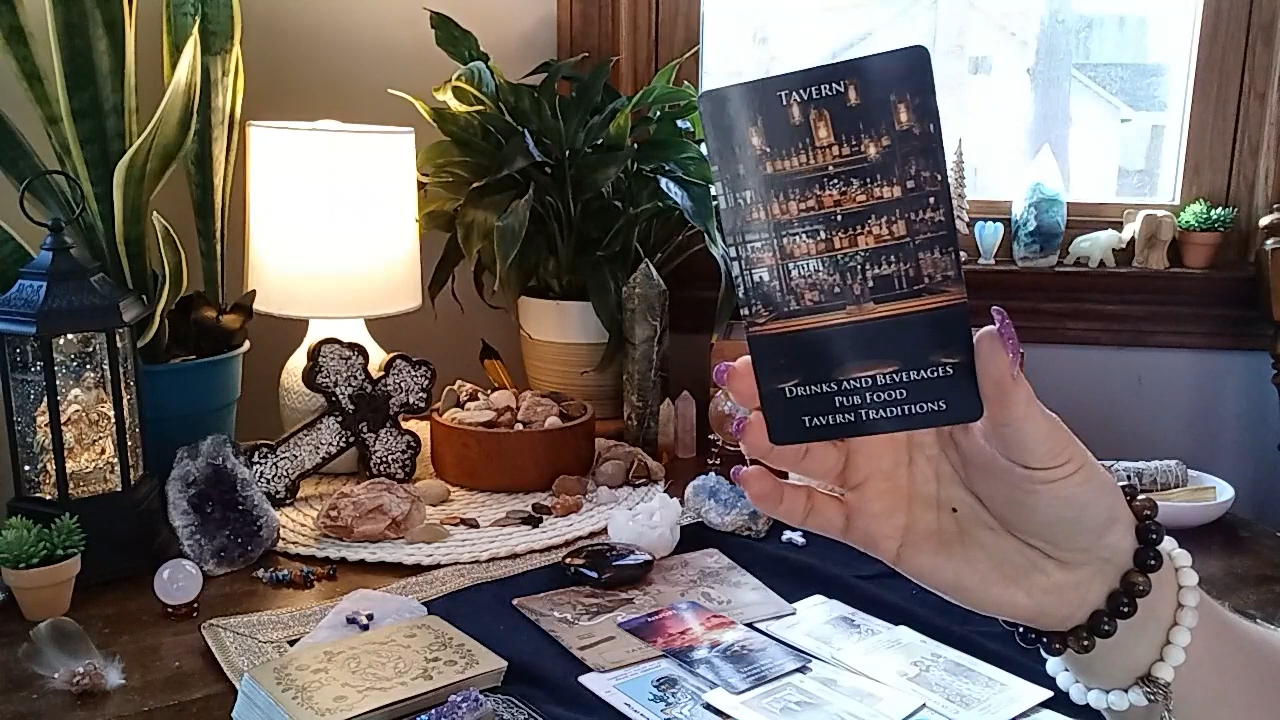 TAVERN
DRINKS AND BEVERAGES
PUB FOOD
TAVERN TRADITIONS